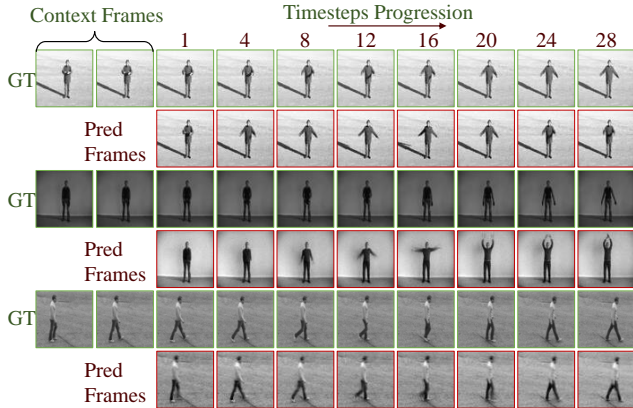 Context Frames
Timesteps Progression
1 4 8 12 16 20 24 28
GT
Pred
Frames
GT
Pred
Frames
GT
Pred
Frames